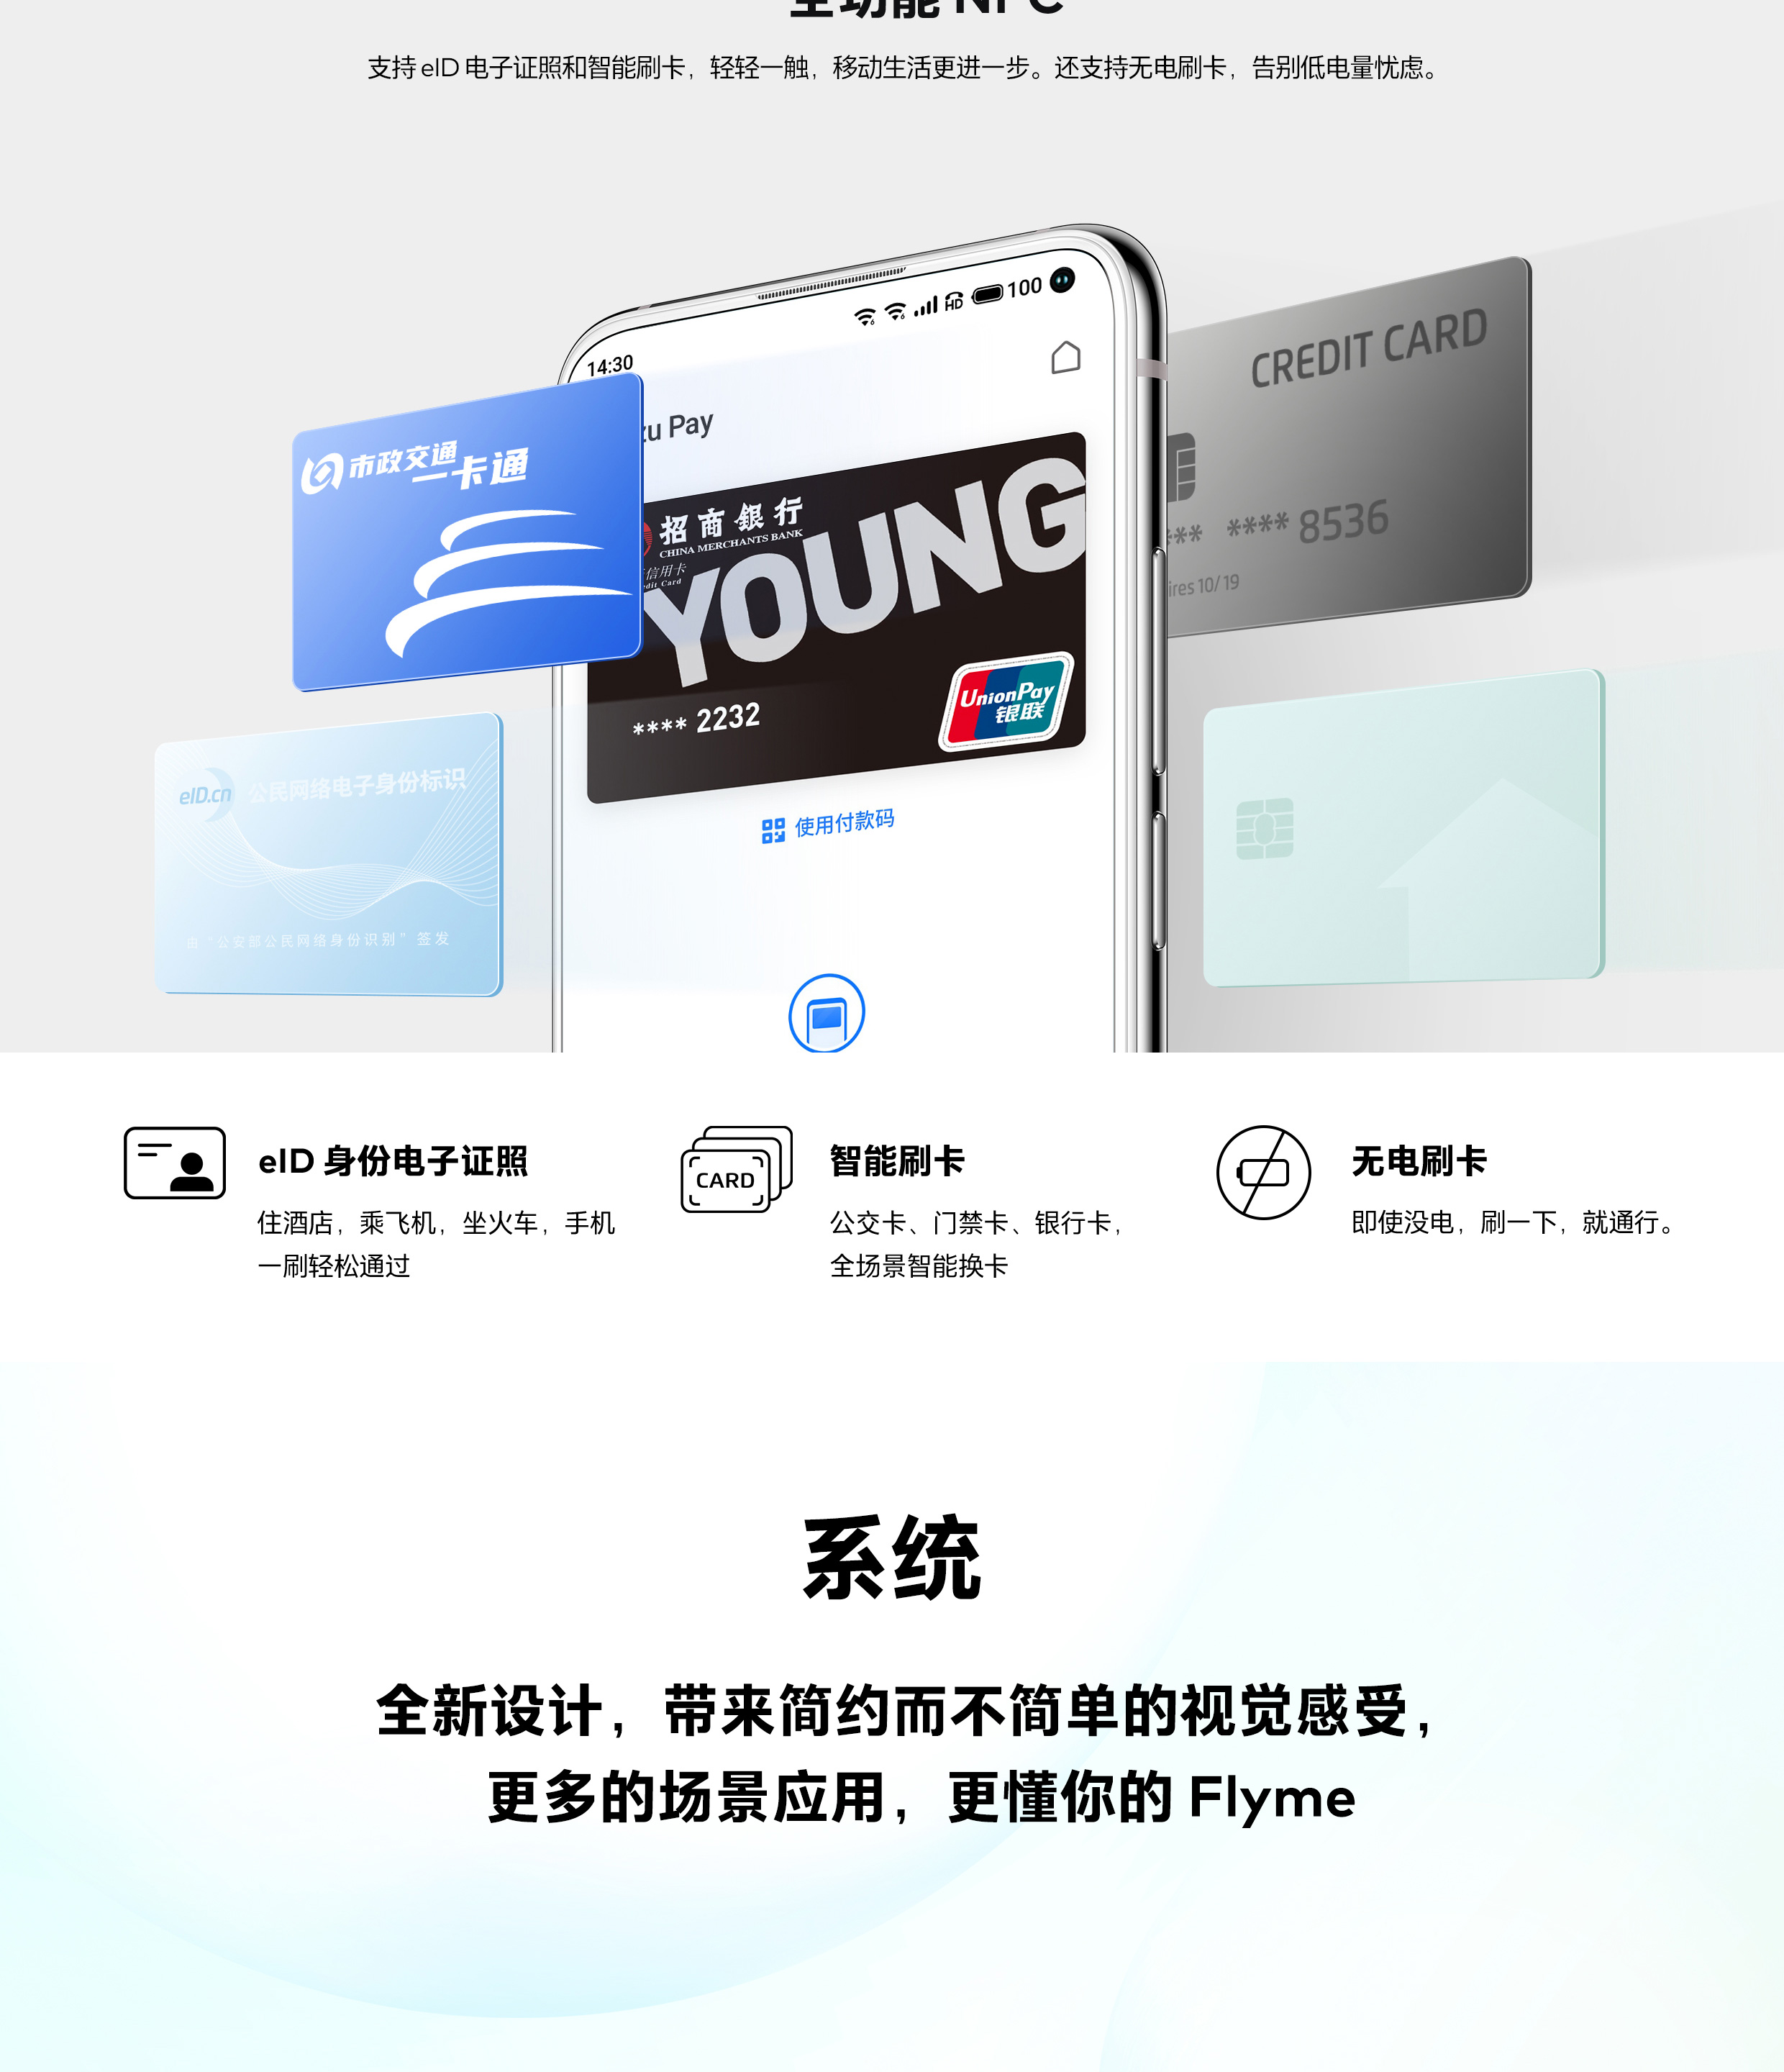 全功能 NFC
支持 eID 电子证照和智能刷卡，轻轻一触，移动生活更进一步。还支持无电刷卡，告别低电量忧虑。
14:30
HD 100
zu Pay
市政交通
一卡通
招商銀行
CHINA MERCHANTS BANK
信用卡
dit Card
YOUNG
**** 2232
UnionPay
银联
使用付款码
CREDIT CARD
*** **** 8536
ires 10/19
eID.cn 公民网络电子身份标识
由“公安部公民网络身份识别”签发
eID 身份电子证照
住酒店，乘飞机，坐火车，手机
一刷轻松通过
CARD
智能刷卡
公交卡、门禁卡、银行卡，
全场景智能换卡
无电刷卡
即使没电，刷一下，就通行。
系统
全新设计，带来简约而不简单的视觉感受，
更多的场景应用，更懂你的 Flyme